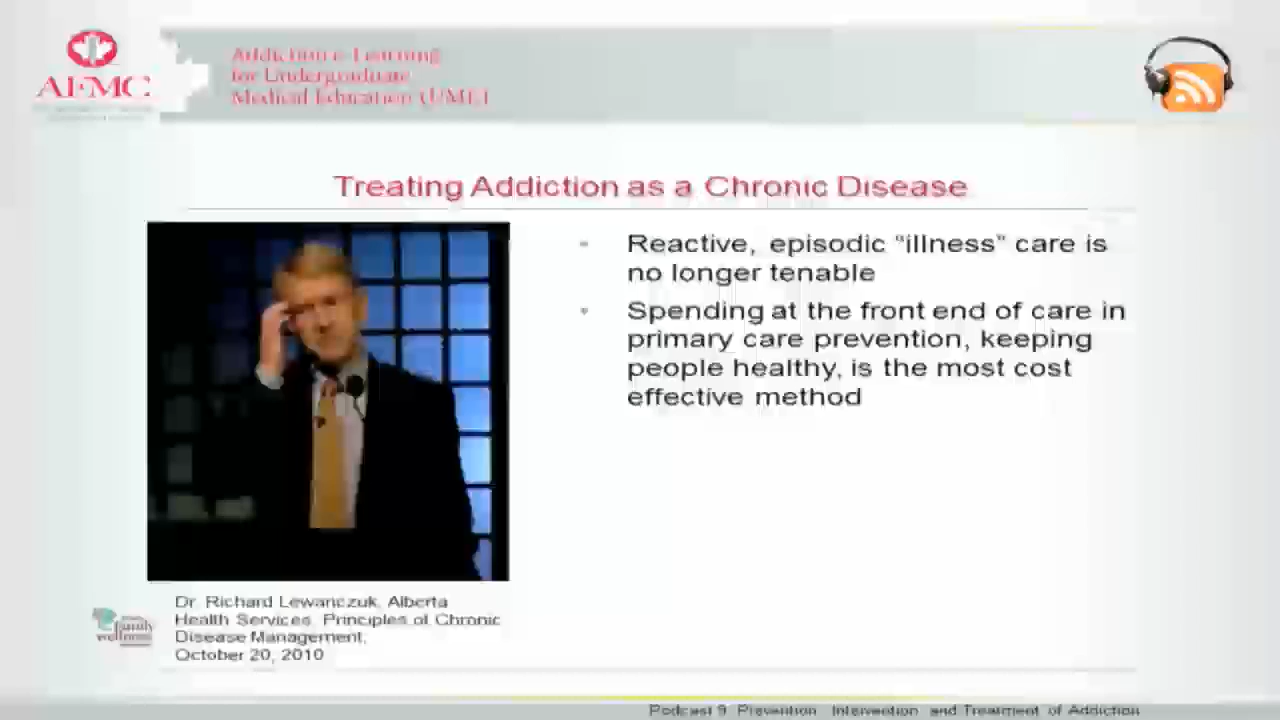 AFMC
Addiction e-Learning
for Undergraduate
Medical Education (UME)
Treating Addiction as a Chronic Disease
• Reactive, episodic “illness” care is
no longer tenable
• Spending at the front end of care in
primary care prevention, keeping
people healthy, is the most cost
effective method
Dr. Richard Lewanczuk, Alberta
Health Services, Principles of Chronic
Disease Management,
October 20, 2010
family
wellness
Podcast 9 Prevention Intervention and Treatment of Addiction